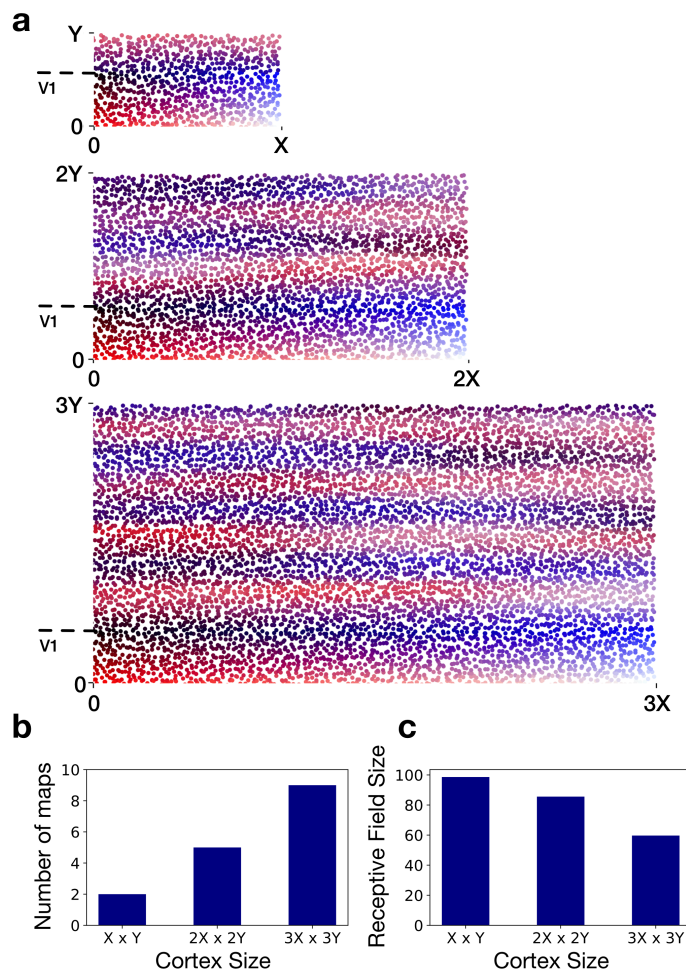 a
Y
V1
0
0 X
2Y
V1
0
0 2X
3Y
V1
0
0 3X
b
Number of maps
10
8
6
4
2
0
X x Y 2X x 2Y 3X x 3Y
Cortex Size
c
Receptive Field Size
100
80
60
40
20
0
X x Y 2X x 2Y 3X x 3Y
Cortex Size